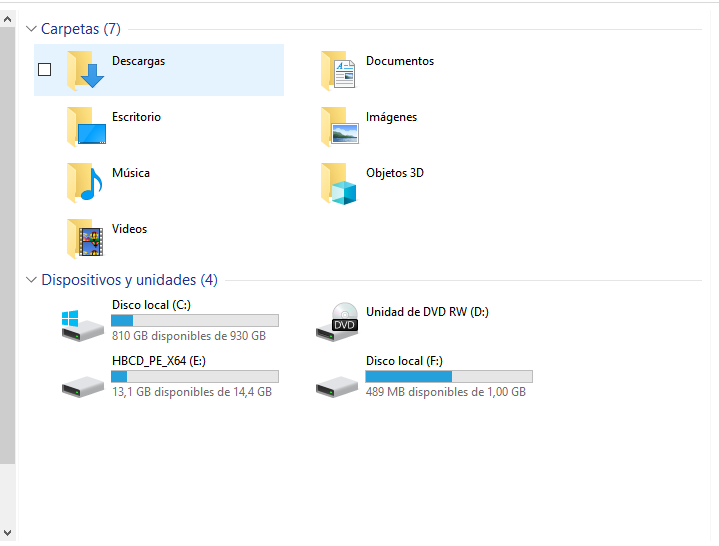 Carpetas (7)
Descargas
Documentos
Escritorio
Imágenes
Música
Objetos 3D
Videos
Dispositivos y unidades (4)
Disco local (C:)
810 GB disponibles de 930 GB
Unidad de DVD RW (D:)
DVD
HBCD_PE_X64 (E:)
13,1 GB disponibles de 14,4 GB
Disco local (F:)
489 MB disponibles de 1,00 GB